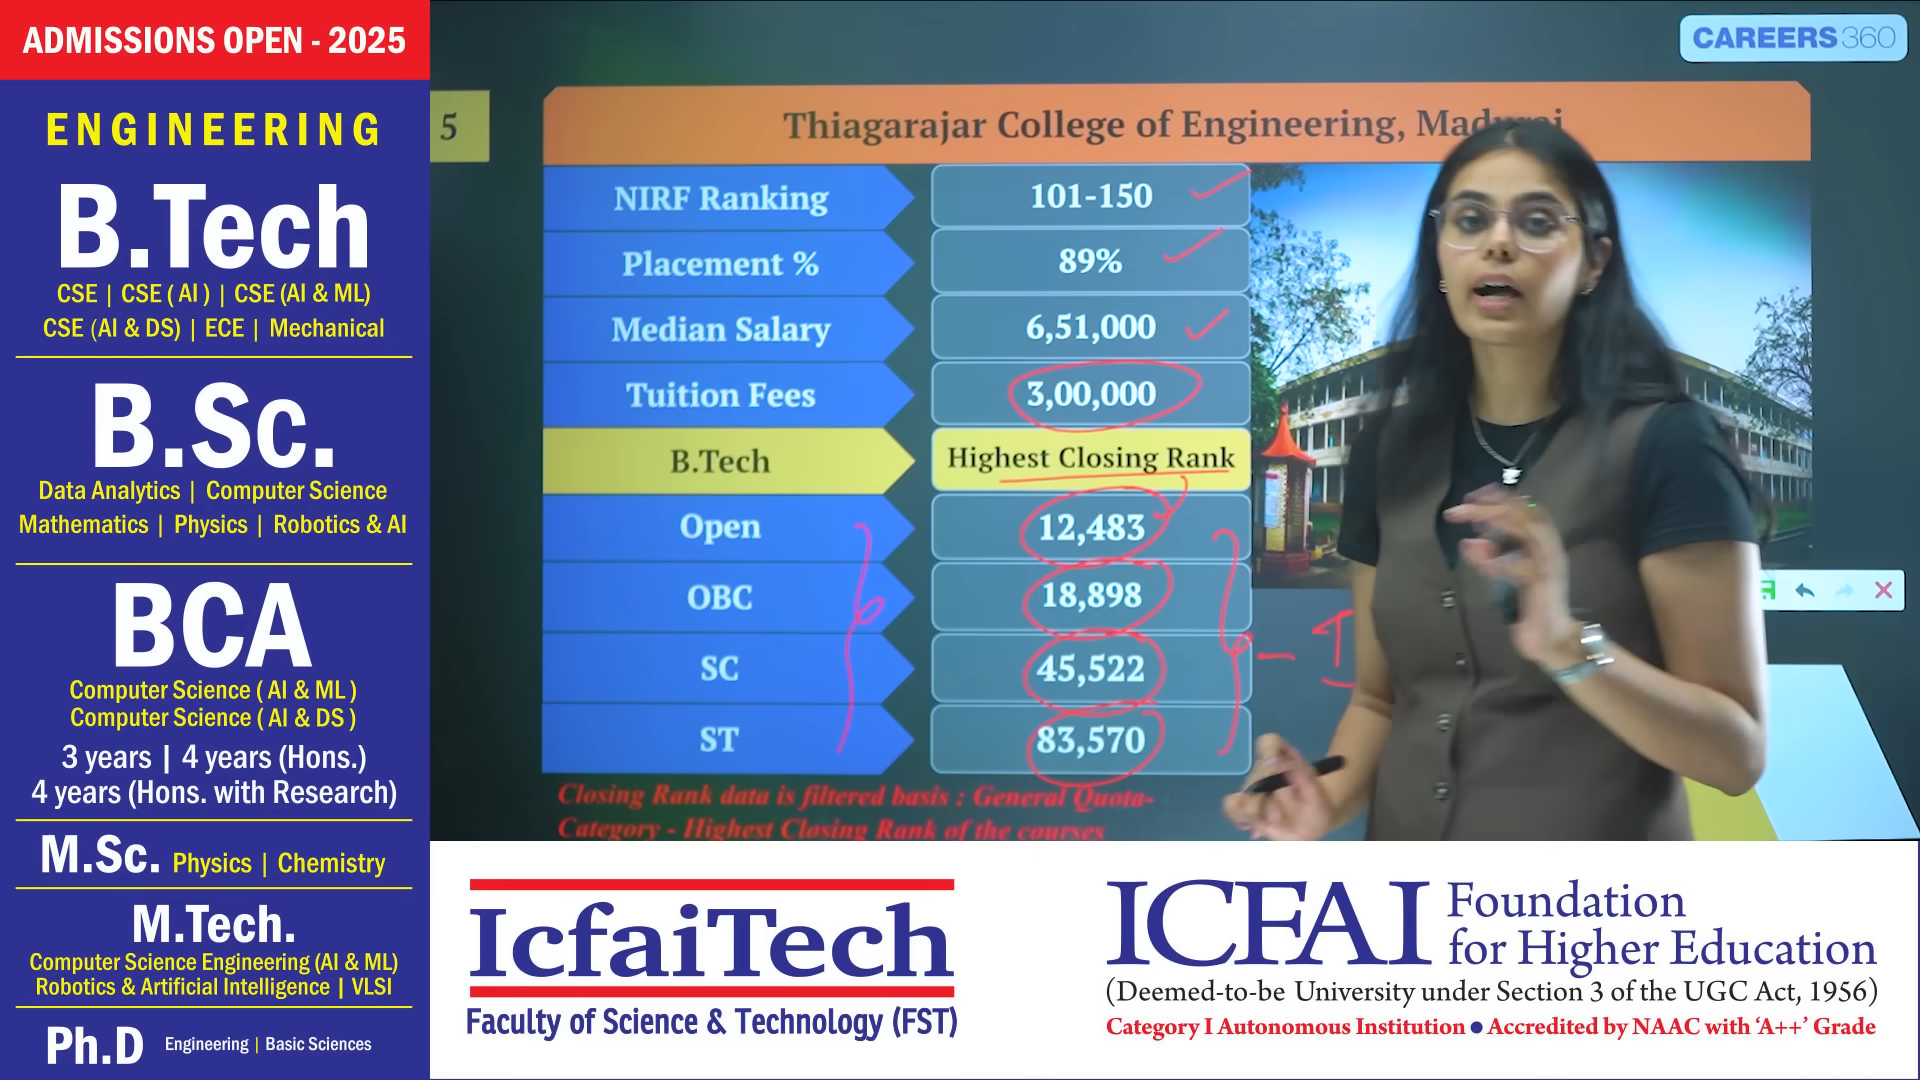 ADMISSIONS OPEN - 2025
ENGINEERING
B.Tech
CSE | CSE ( AI ) | CSE (AI & ML)
CSE (AI & DS) | ECE | Mechanical
B.Sc.
Data Analytics | Computer Science
Mathematics | Physics | Robotics & AI
BCA
Computer Science ( AI & ML )
Computer Science ( AI & DS )
3 years | 4 years (Hons.)
4 years (Hons. with Research)
M.Sc. Physics | Chemistry
M.Tech.
Computer Science Engineering (AI & ML)
Robotics & Artificial Intelligence | VLSI
Ph.D Engineering | Basic Sciences
CAREERS360
5
Thiagarajar College of Engineering, Madurai
NIRF Ranking 101-150
Placement % 89%
Median Salary 6,51,000
Tuition Fees 3,00,000
B.Tech Highest Closing Rank
Open 12,483
OBC 18,898
SC 45,522
ST 83,570
Closing Rank data is filtered basis : General Quota-
Category - Highest Closing Rank of the courses
IcfaiTech
Faculty of Science & Technology (FST)
ICFAI Foundation
for Higher Education
(Deemed-to-be University under Section 3 of the UGC Act, 1956)
Category I Autonomous Institution ● Accredited by NAAC with ‘A++’ Grade